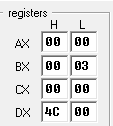 registers
H L
AX 00 00
BX 00 03
CX 00 00
DX 4C 00